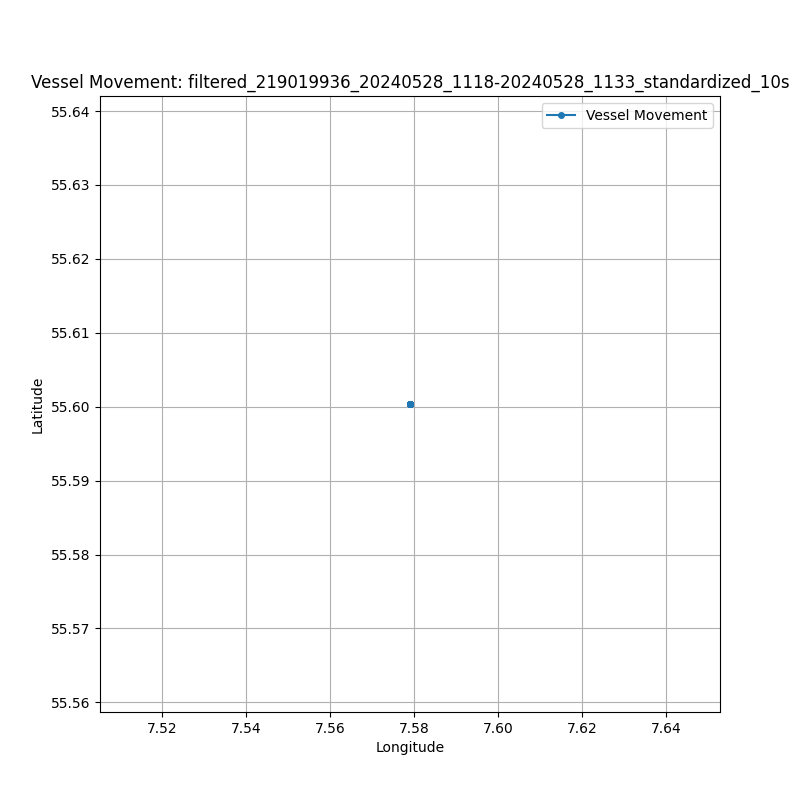 Vessel Movement: filtered_219019936_20240528_1118-20240528_1133_standardized_10s
Vessel Movement
55.64
55.63
55.62
55.61
55.60
55.59
55.58
55.57
55.56
Latitude
7.52 7.54 7.56 7.58 7.60 7.62 7.64
Longitude